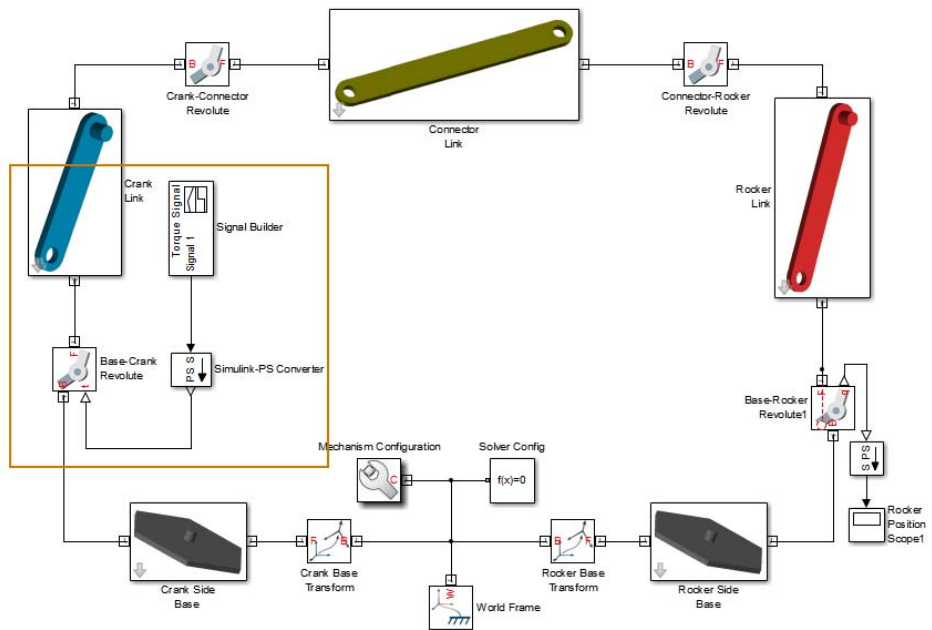 B F
Crank-Connector
Revolute
Connector
Link
B F
Connector-Rocker
Revolute
Crank
Link
Torque Signal
Signal 1
Signal Builder
Rocker
Link
F
B t
Base-Crank
Revolute
PS S
Simulink-PS Converter
Base-Rocker
Revolute1
F q
B
S PS
Rocker
Position
Scope1
Mechanism Configuration
C
Solver Config
f(x)=0
Crank Side
Base
F B
Crank Base
Transform
W
World Frame
B F
Rocker Base
Transform
Rocker Side
Base